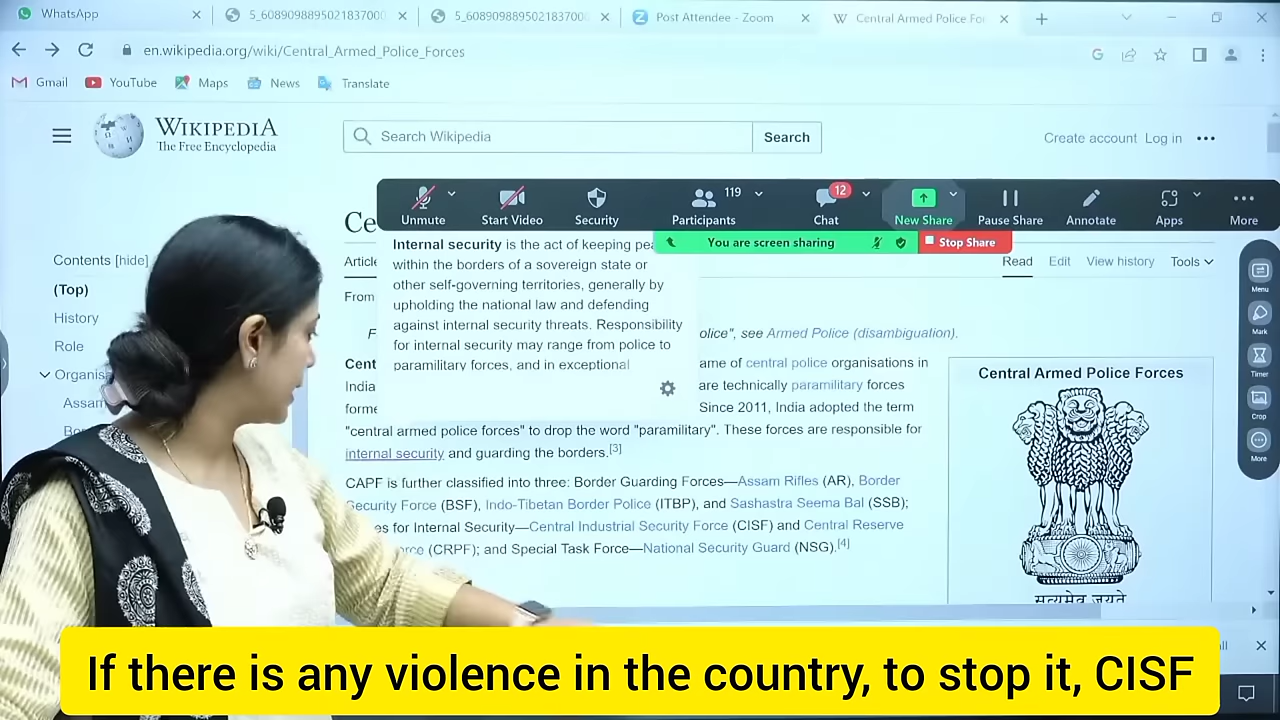 WhatsApp
5_6089098895021837000
5_6089098895021837000
Post Attendee - Zoom
Central Armed Police For
en.wikipedia.org/wiki/Central_Armed_Police_Forces
Gmail
YouTube
Maps
News
Translate
WIKIPEDIA
The Free Encyclopedia
Search Wikipedia
Search
Create account Log in
Unmute
Start Video
Security
119
Participants
12
Chat
New Share
Pause Share
Annotate
Apps
More
You are screen sharing
Stop Share
Ce
Internal security is the act of keeping pea
within the borders of a sovereign state or
other self-governing territories, generally by
upholding the national law and defending
against internal security threats. Responsibility
for internal security may range from police to
paramilitary forces, and in exceptional
Contents [hide]
(Top)
History
Role
Organis
Assam
Article
Read Edit View history Tools
From
olice", see Armed Police (disambiguation).
Cent ame of central police organisations in
India are technically paramilitary forces
forme Since 2011, India adopted the term
"central armed police forces" to drop the word "paramilitary". These forces are responsible for
internal security and guarding the borders.[3]
CAPF is further classified into three: Border Guarding Forces—Assam Rifles (AR), Border
Security Force (BSF), Indo-Tibetan Border Police (ITBP), and Sashastra Seema Bal (SSB);
es for Internal Security—Central Industrial Security Force (CISF) and Central Reserve
rce (CRPF); and Special Task Force—National Security Guard (NSG).[4]
Central Armed Police Forces
सत्यमेव जयते
Menu
Mark
Timer
Crop
More
If there is any violence in the country, to stop it, CISF